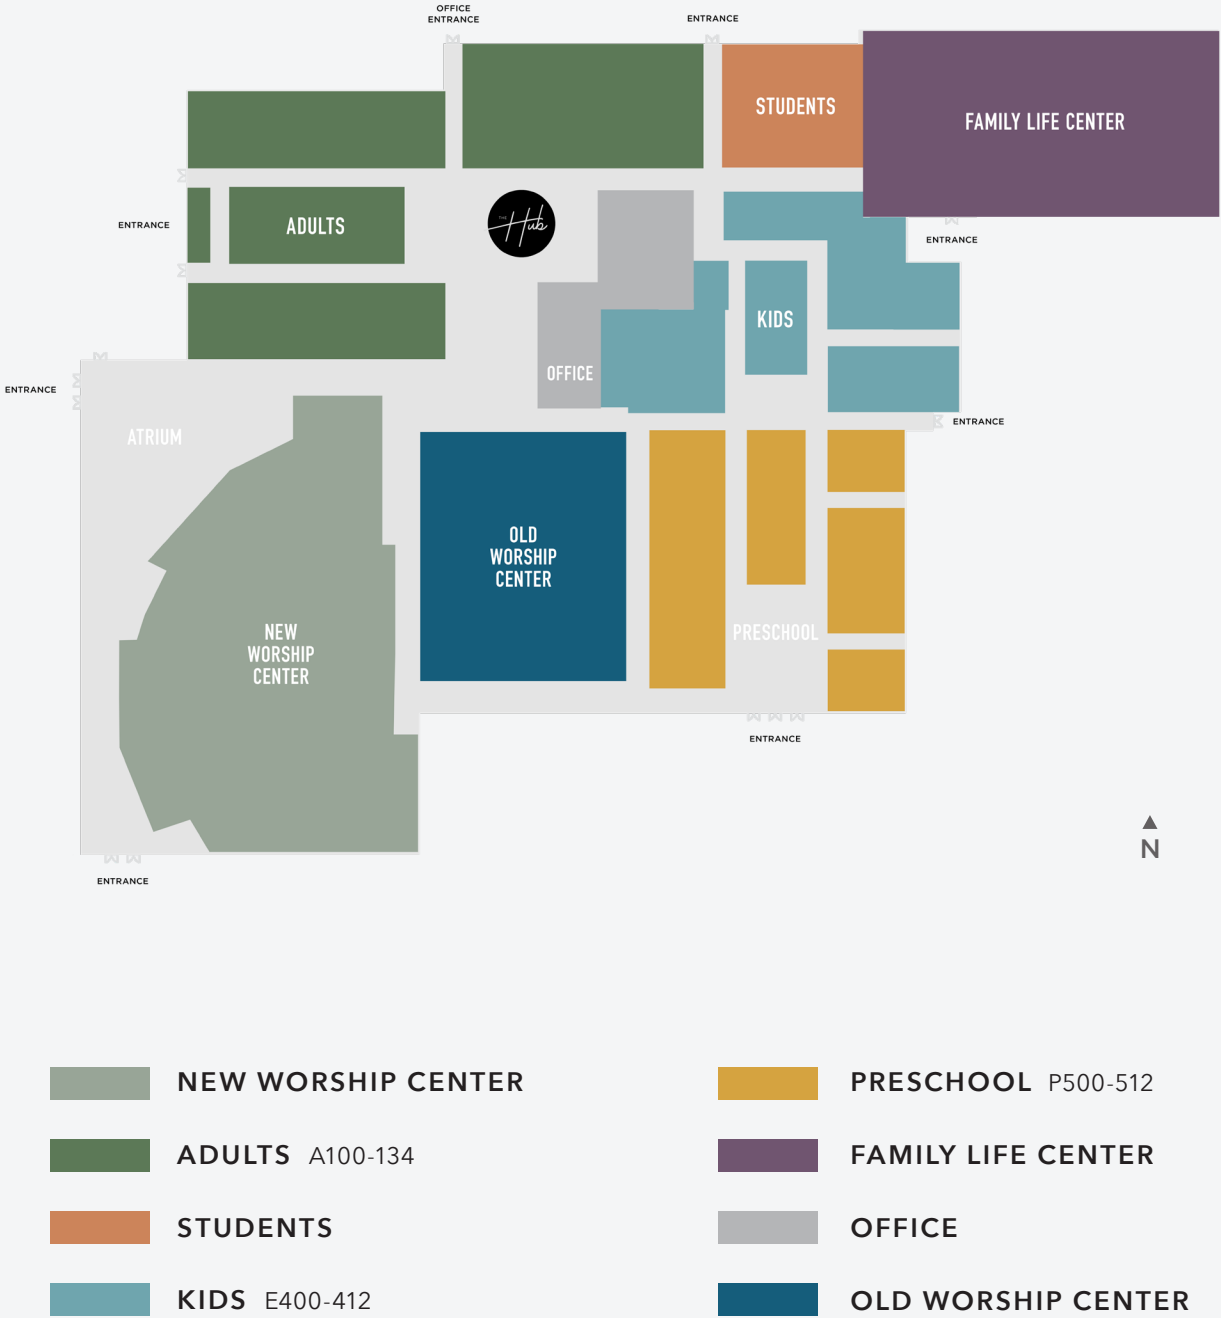 OFFICE
ENTRANCE
ENTRANCE
STUDENTS
FAMILY LIFE CENTER
ENTRANCE
ADULTS
THE
Hub
ENTRANCE
KIDS
OFFICE
ENTRANCE
ENTRANCE
ATRIUM
OLD
WORSHIP
CENTER
NEW
WORSHIP
CENTER
PRESCHOOL
ENTRANCE
N
ENTRANCE
NEW WORSHIP CENTER
PRESCHOOL P500-512
ADULTS A100-134
FAMILY LIFE CENTER
STUDENTS
OFFICE
KIDS E400-412
OLD WORSHIP CENTER